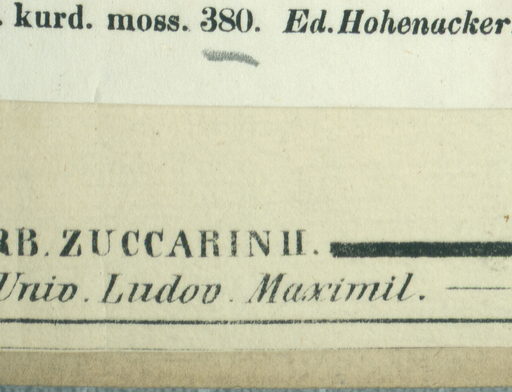 . kurd. moss. 380. Ed. Hohenacker.
RB. ZUCCARINII.
Univ. Ludov. Maximil.